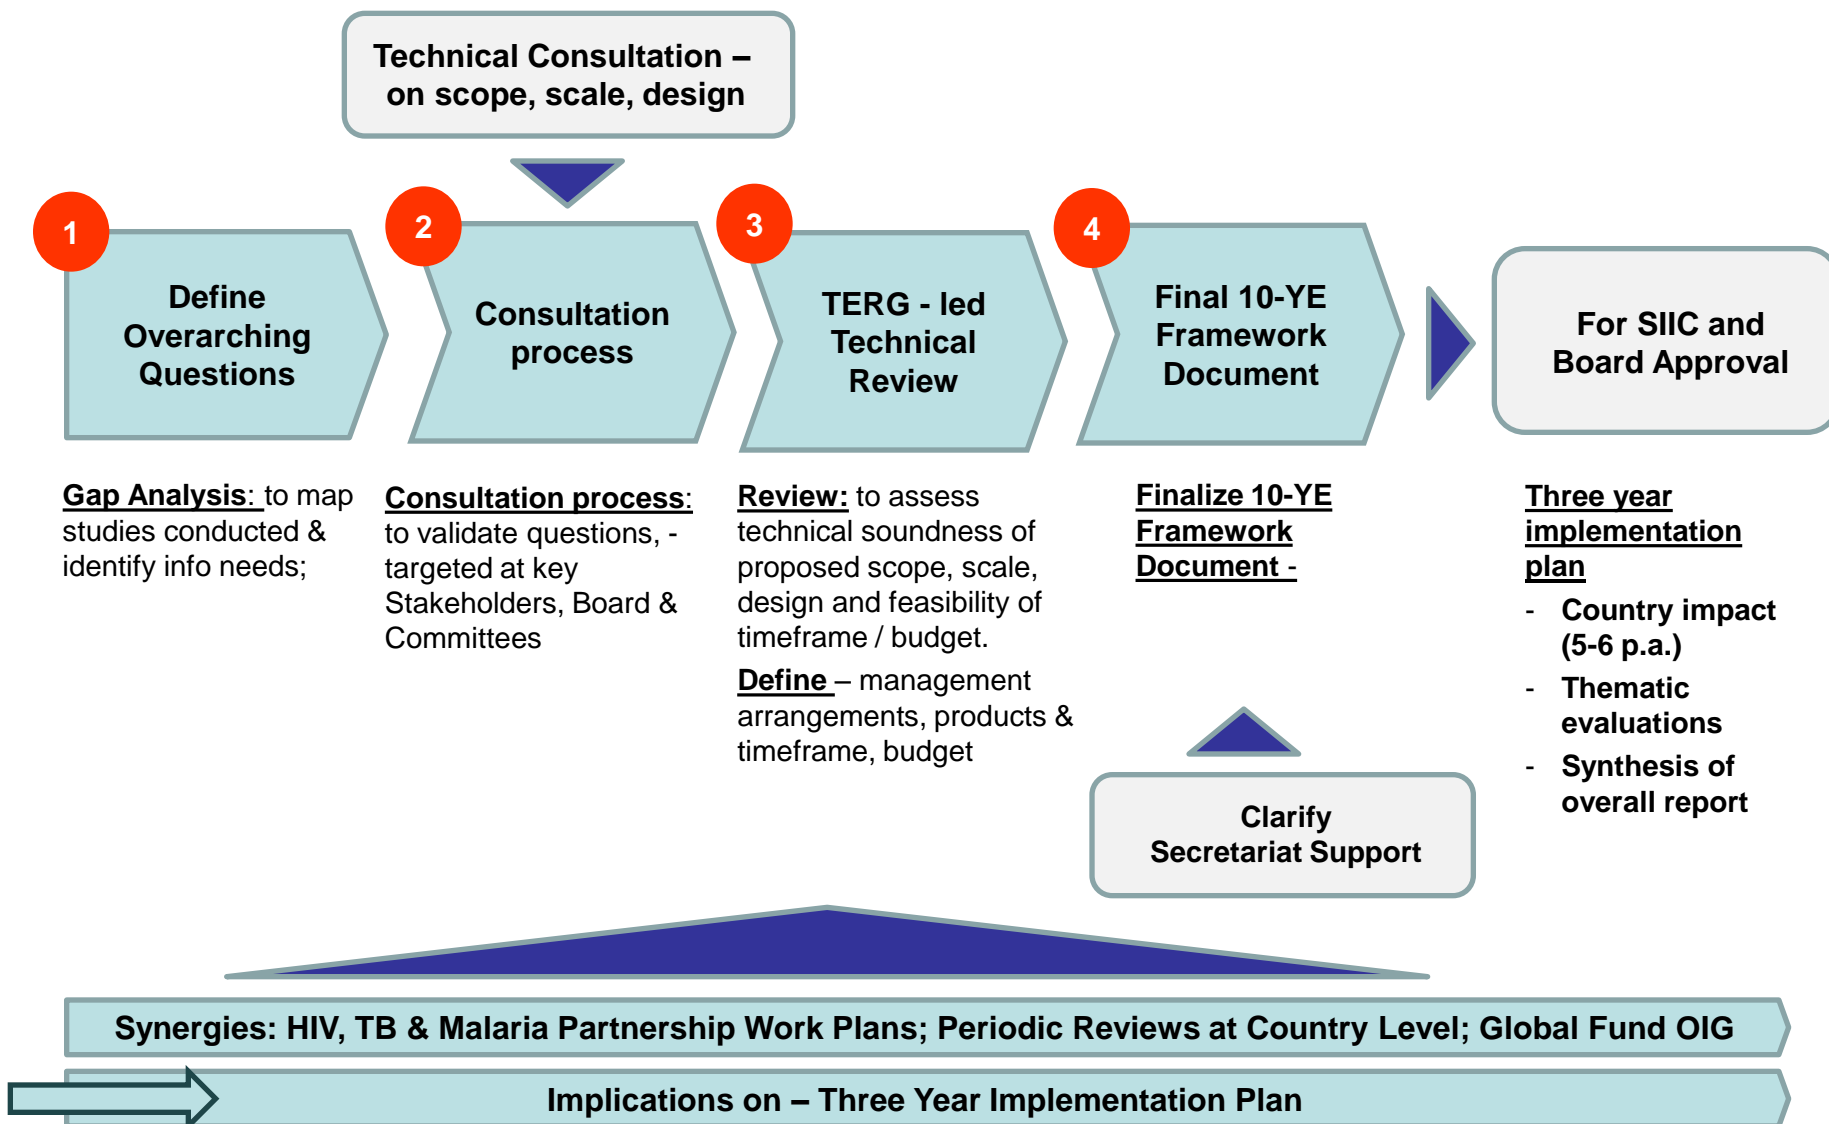 Technical Consultation –
on scope, scale, design
1
Define
Overarching
Questions
2
Consultation
process
3
TERG - led
Technical
Review
4
Final 10-YE
Framework
Document
For SIIC and
Board Approval
Gap Analysis: to map
studies conducted &
identify info needs;
Consultation process:
to validate questions, -
targeted at key
Stakeholders, Board &
Committees
Review: to assess
technical soundness of
proposed scope, scale,
design and feasibility of
timeframe / budget.
Define – management
arrangements, products &
timeframe, budget
Finalize 10-YE
Framework
Document -
Three year
implementation
plan
- Country impact
(5-6 p.a.)
- Thematic
evaluations
- Synthesis of
overall report
Clarify
Secretariat Support
Synergies: HIV, TB & Malaria Partnership Work Plans; Periodic Reviews at Country Level; Global Fund OIG
Implications on – Three Year Implementation Plan